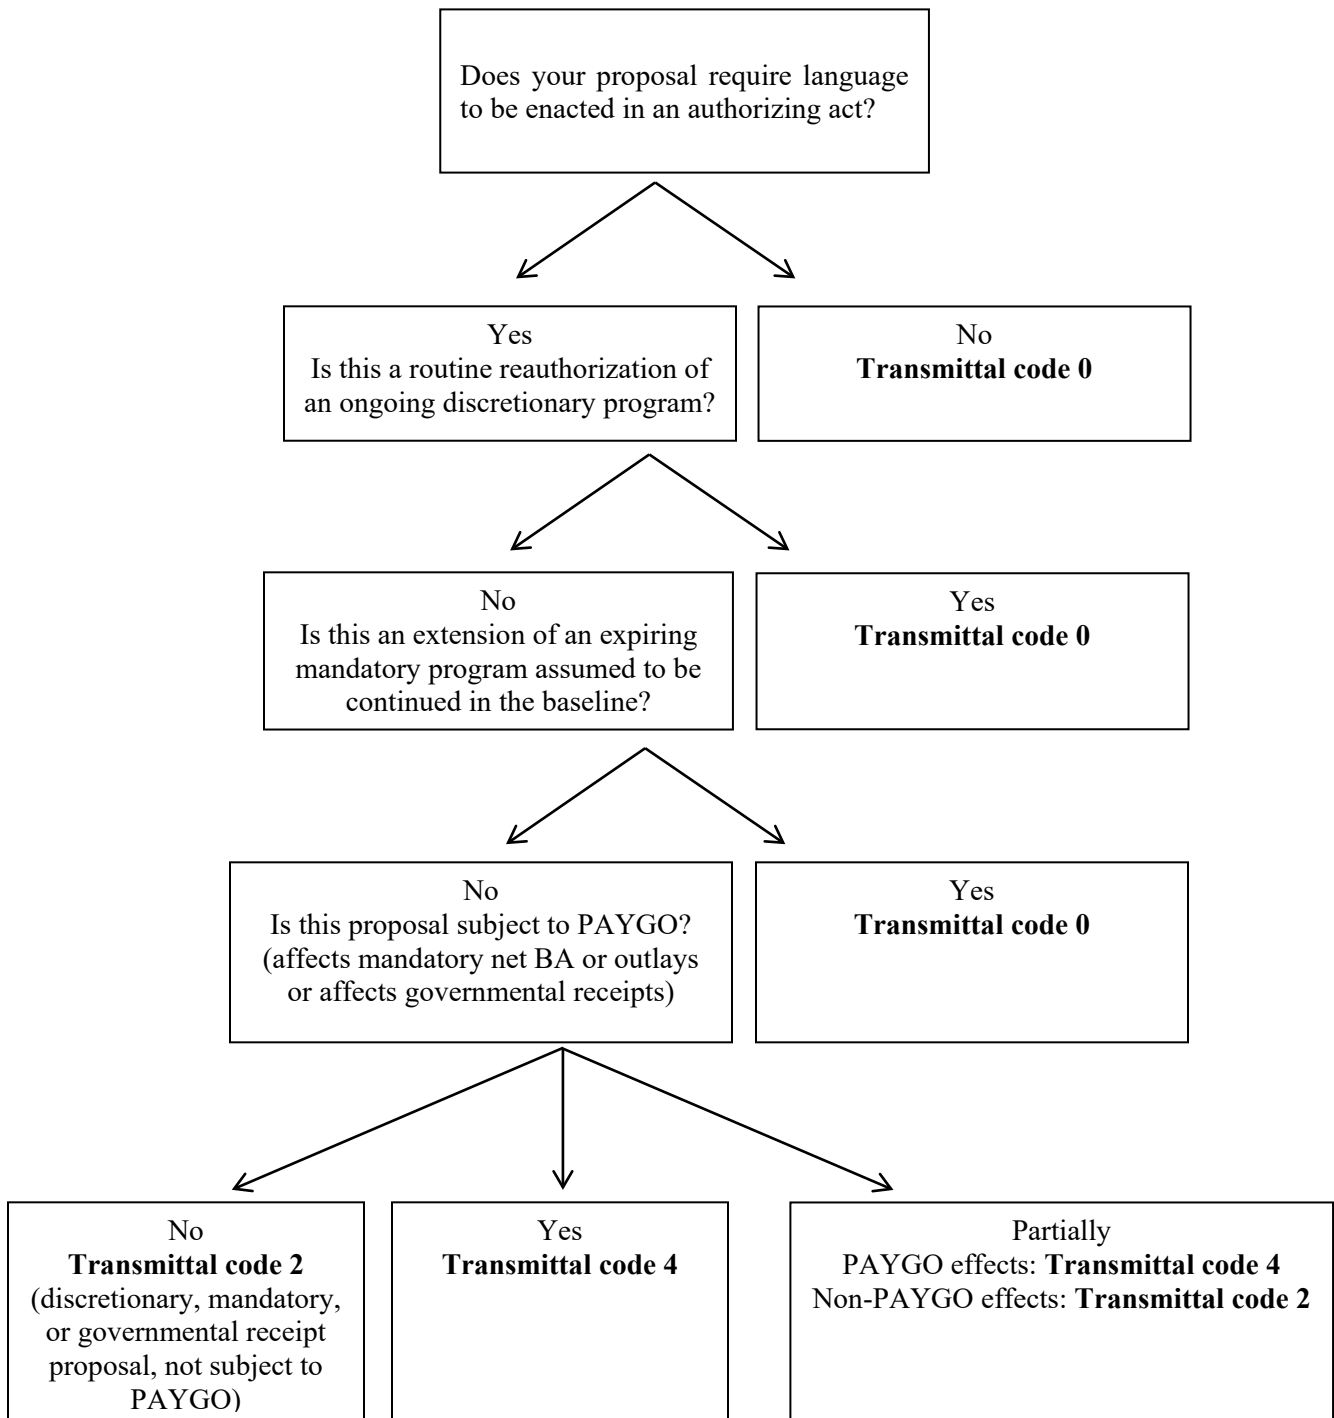 Does your proposal require language
to be enacted in an authorizing act?
Yes
Is this a routine reauthorization of
an ongoing discretionary program?
No
Transmittal code 0
No
Is this an extension of an expiring
mandatory program assumed to be
continued in the baseline?
Yes
Transmittal code 0
No
Is this proposal subject to PAYGO?
(affects mandatory net BA or outlays
or affects governmental receipts)
Yes
Transmittal code 0
No
Transmittal code 2
(discretionary, mandatory,
or governmental receipt
proposal, not subject to
PAYGO)
Yes
Transmittal code 4
Partially
PAYGO effects: Transmittal code 4
Non-PAYGO effects: Transmittal code 2